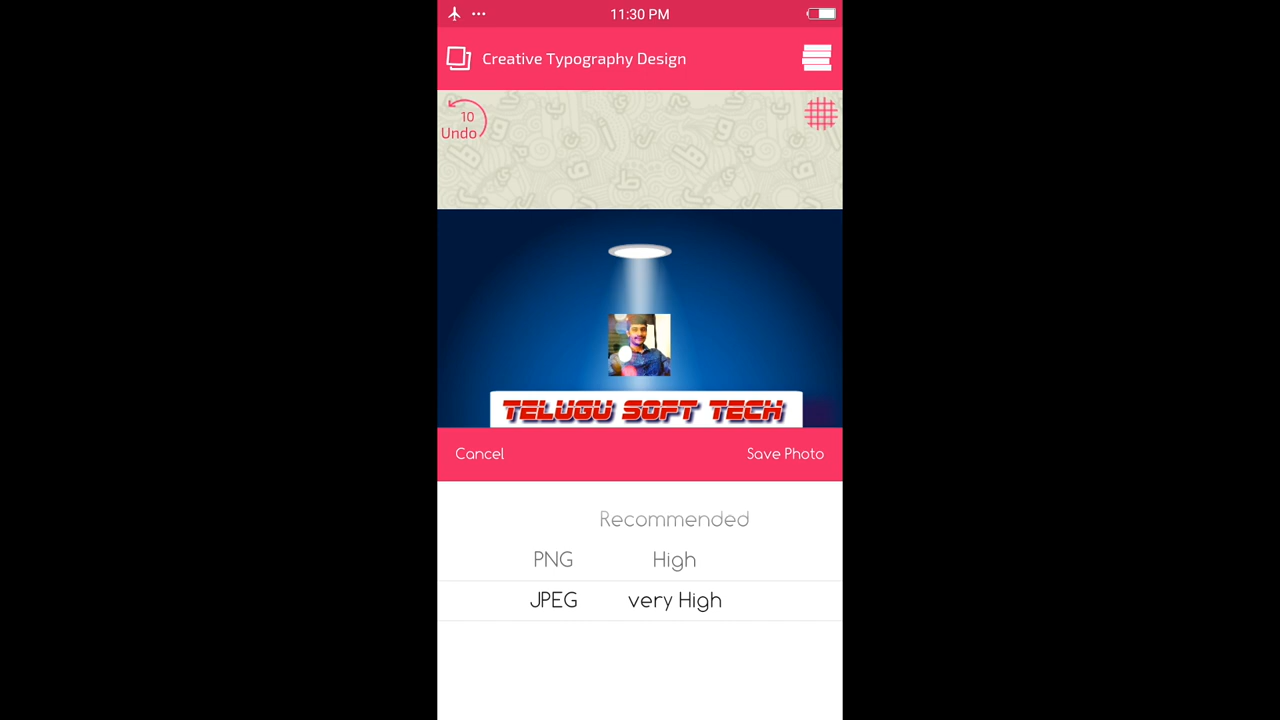 11:30 PM
Creative Typography Design
10
Undo
TELUGU SOFT TECH
Cancel
Save Photo
Recommended
PNG High
JPEG very High